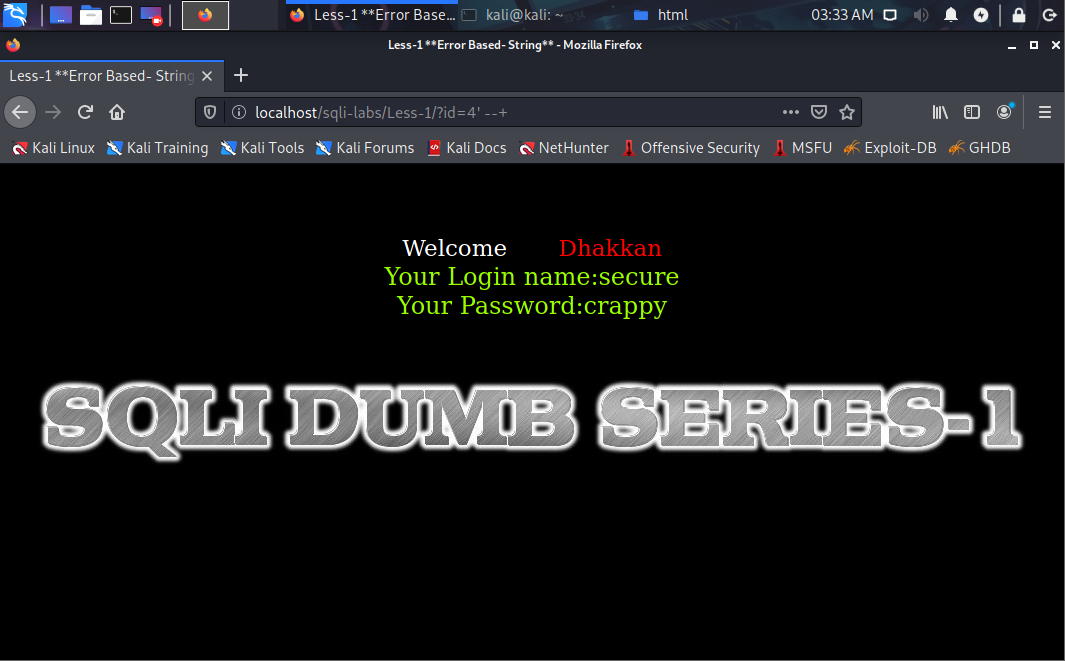 Less-1 **Error Base... kali@kali: ~ html 03:33 AM
Less-1 **Error Based- String** - Mozilla Firefox
Less-1 **Error Based- String
localhost/sqli-labs/Less-1/?id=4' --+
Kali Linux Kali Training Kali Tools Kali Forums Kali Docs NetHunter Offensive Security MSFU Exploit-DB GHDB
Welcome Dhakkan
Your Login name:secure
Your Password:crappy
SQLI DUMB SERIES-1